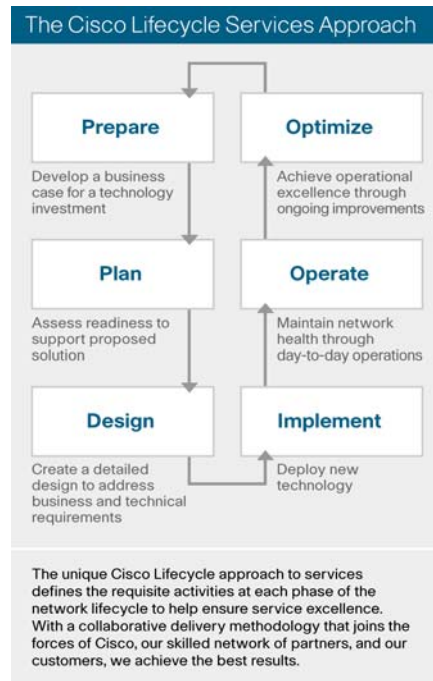 The Cisco Lifecycle Services Approach
Prepare
Develop a business
case for a technology
investment
Plan
Assess readiness to
support proposed
solution
Design
Create a detailed
design to address
business and technical
requirements
Implement
Deploy new
technology
Operate
Maintain network
health through
day-to-day operations
Optimize
Achieve operational
excellence through
ongoing improvements
The unique Cisco Lifecycle approach to services
defines the requisite activities at each phase of the
network lifecycle to help ensure service excellence.
With a collaborative delivery methodology that joins the
forces of Cisco, our skilled network of partners, and our
customers, we achieve the best results.